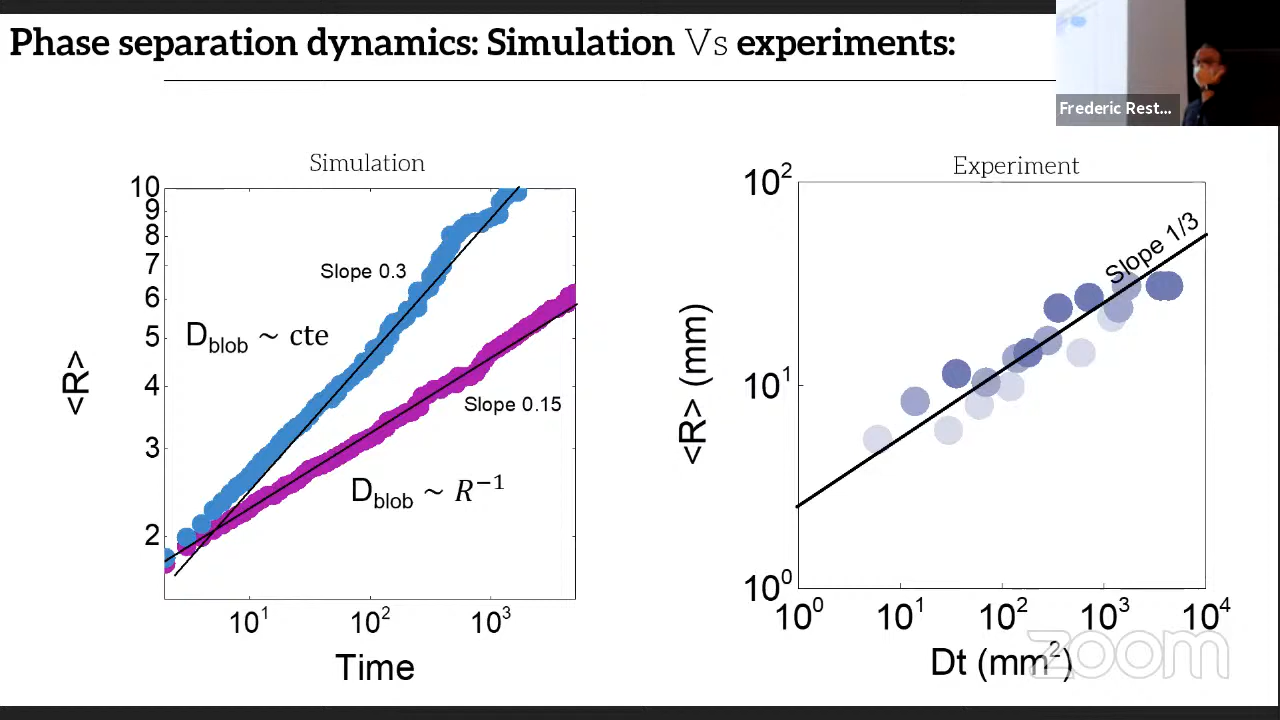 Phase separation dynamics: Simulation Vs experiments:
Frederic Rest...
Simulation
10
9
8
7
6
5
4
3
2
<R>
Slope 0.3
D_blob ~ cte
Slope 0.15
D_blob ~ R^{-1}
10^1
10^2
10^3
Time
Experiment
10^2
10^1
10^0
<R> (mm)
Slope 1/3
10^0
10^1
10^2
10^3
10^4
Dt (mm^2)
zoom